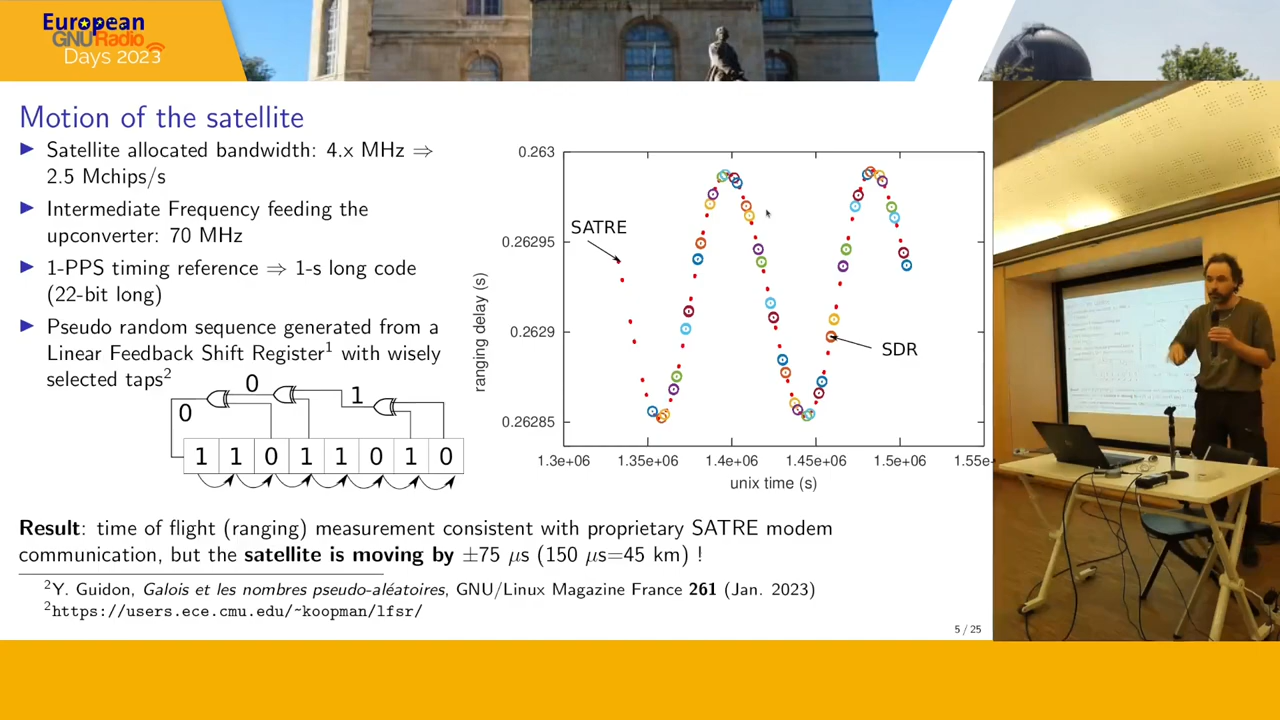 European
GNURadio
Days 2023
Motion of the satellite
Satellite allocated bandwidth: 4.x MHz ⇒
2.5 Mchips/s
Intermediate Frequency feeding the
upconverter: 70 MHz
1-PPS timing reference ⇒ 1-s long code
(22-bit long)
Pseudo random sequence generated from a
Linear Feedback Shift Register¹ with wisely
selected taps²
0
1
0
1 1 0 1 1 0 1 0
0.263
0.26295
0.2629
0.26285
ranging delay (s)
SATRE
SDR
1.3e+06 1.35e+06 1.4e+06 1.45e+06 1.5e+06 1.55e-
unix time (s)
Result: time of flight (ranging) measurement consistent with proprietary SATRE modem
communication, but the satellite is moving by ±75 μs (150 μs=45 km) !
²Y. Guidon, Galois et les nombres pseudo-aléatoires, GNU/Linux Magazine France 261 (Jan. 2023)
²https://users.ece.cmu.edu/~koopman/lfsr/
5 / 25